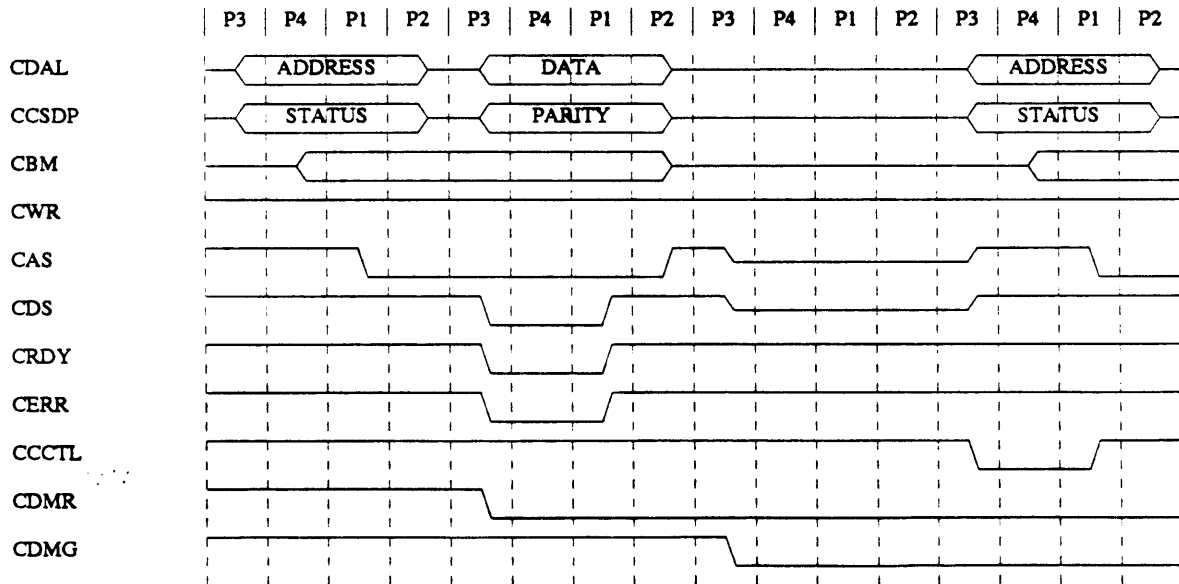 P3 P4 P1 P2 P3 P4 P1 P2 P3 P4 P1 P2 P3 P4 P1 P2
CDAL ADDRESS DATA ADDRESS
CCSDP STATUS PARITY STATUS
CBM
CWR
CAS
CDS
CRDY
CERR
CCCTL
CDMR
CDMG